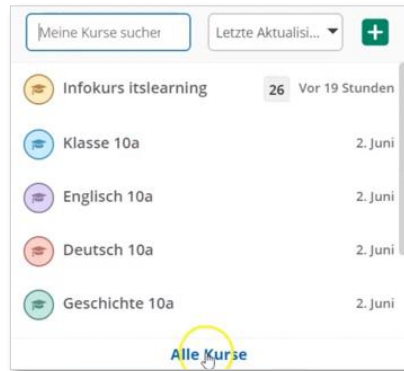 Meine Kurse sucher
Letzte Aktualisi...
Infokurs itslearning 26 Vor 19 Stunden
Klasse 10a 2. Juni
Englisch 10a 2. Juni
Deutsch 10a 2. Juni
Geschichte 10a 2. Juni
Alle Kurse